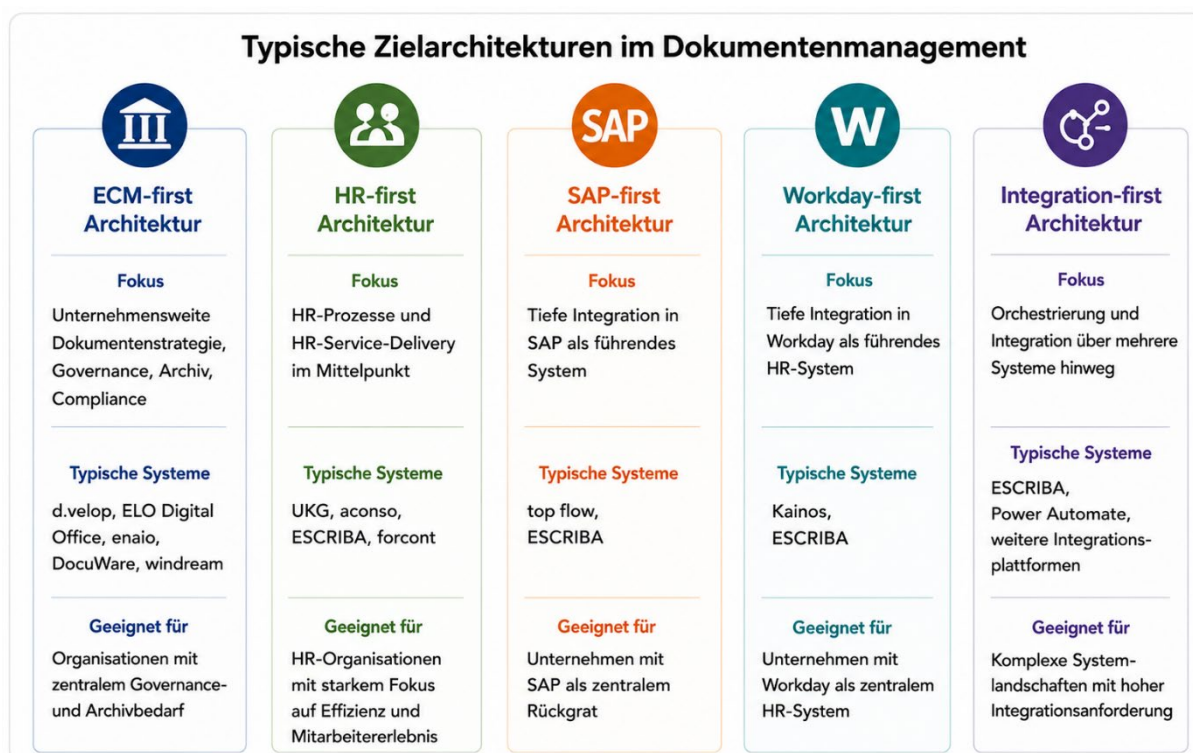 Typische Zielarchitekturen im Dokumentenmanagement
ECM-first
Architektur
Fokus
Unternehmensweite
Dokumentenstrategie,
Governance, Archiv,
Compliance
Typische Systeme
d.velop, ELO Digital
Office, enaio,
DocuWare, windream
Geeignet für
Organisationen mit
zentralem Governance-
und Archivbedarf
HR-first
Architektur
Fokus
HR-Prozesse und
HR-Service-Delivery
im Mittelpunkt
Typische Systeme
UKG, aconso,
ESCRIBA, forcont
Geeignet für
HR-Organisationen
mit starkem Fokus
auf Effizienz und
Mitarbeitererlebnis
SAP
SAP-first
Architektur
Fokus
Tiefe Integration in
SAP als führendes
System
Typische Systeme
top flow,
ESCRIBA
Geeignet für
Unternehmen mit
SAP als zentralem
Rückgrat
W
Workday-first
Architektur
Fokus
Tiefe Integration in
Workday als führendes
HR-System
Typische Systeme
Kainos,
ESCRIBA
Geeignet für
Unternehmen mit
Workday als zentralem
HR-System
Integration-first
Architektur
Fokus
Orchestrierung und
Integration über mehrere
Systeme hinweg
Typische Systeme
ESCRIBA,
Power Automate,
weitere Integrations-
plattformen
Geeignet für
Komplexe System-
landschaften mit hoher
Integrationsanforderung